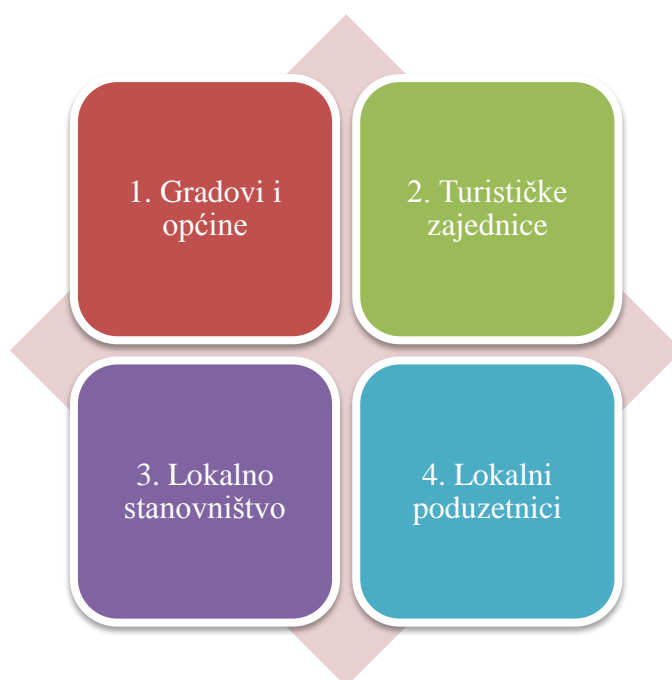 1. Gradovi i
općine
2. Turističke
zajednice
3. Lokalno
stanovništvo
4. Lokalni
poduzetnici